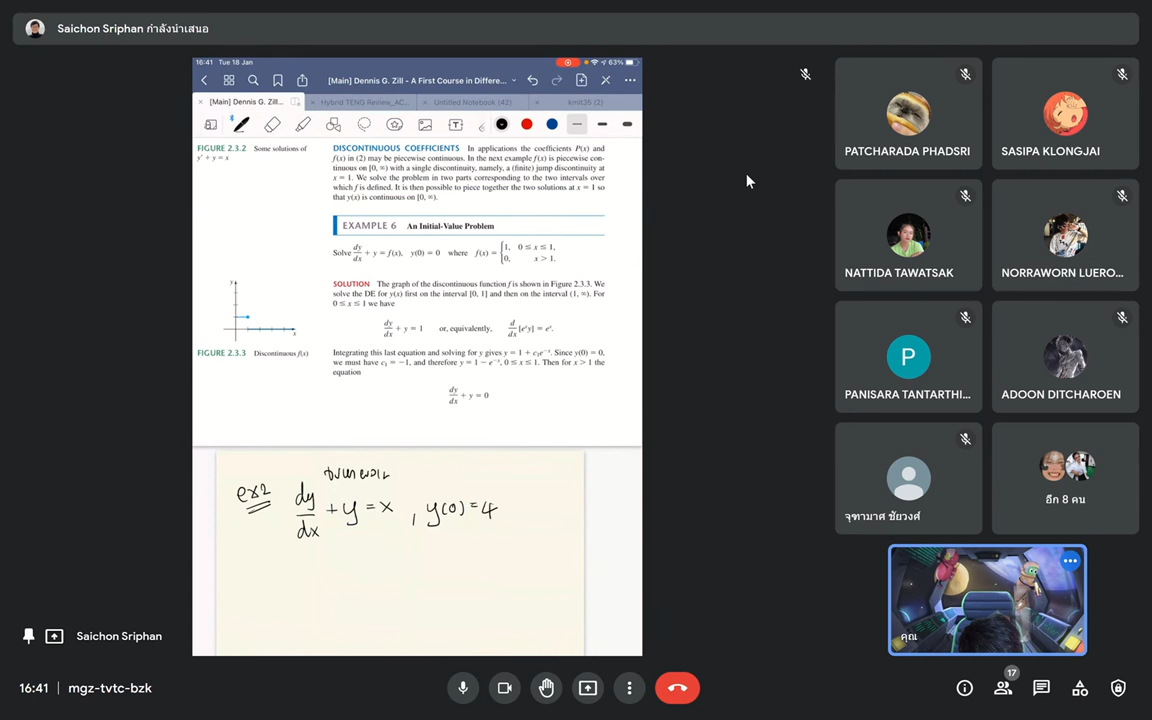 Saichon Sriphan กำลังนำเสนอ
16:41 Tue 18 Jan
63%
[Main] Dennis G. Zill - A First Course in Differe...
[Main] Dennis G. Zill...
Hybrid TENG Review_AC...
Untitled Notebook (42)
kmit35 (2)
FIGURE 2.3.2 Some solutions of
y′ + y = x
DISCONTINUOUS COEFFICIENTS In applications the coefficients P(x) and
f(x) in (2) may be piecewise continuous. In the next example f(x) is piecewise con-
tinuous on [0, ∞) with a single discontinuity, namely, a (finite) jump discontinuity at
x = 1. We solve the problem in two parts corresponding to the two intervals over
which f is defined. It is then possible to piece together the two solutions at x = 1 so
that y(x) is continuous on [0, ∞).
EXAMPLE 6 An Initial-Value Problem
Solve dy/dx + y = f(x), y(0) = 0 where f(x) = {1, 0 ≤ x ≤ 1,
0, x > 1.
SOLUTION The graph of the discontinuous function f is shown in Figure 2.3.3. We
solve the DE for y(x) first on the interval [0, 1] and then on the interval (1, ∞). For
0 ≤ x ≤ 1 we have
dy/dx + y = 1 or, equivalently, d/dx [eˣy] = eˣ.
y
x
FIGURE 2.3.3 Discontinuous f(x)
Integrating this last equation and solving for y gives y = 1 + c₁e⁻ˣ. Since y(0) = 0,
we must have c₁ = −1, and therefore y = 1 − e⁻ˣ, 0 ≤ x ≤ 1. Then for x > 1 the
equation
dy/dx + y = 0
ex2 dy/dx + y = x , y(0) = 4
PATCHARADA PHADSRI
SASIPA KLONGJAI
NATTIDA TAWATSAK
NORRAWORN LUERO...
P
PANISARA TANTARTHI...
ADOON DITCHAROEN
จุฑามาศ ชัยวงศ์
อีก 8 คน
คุณ
Saichon Sriphan
16:41 | mgz-tvtc-bzk
17